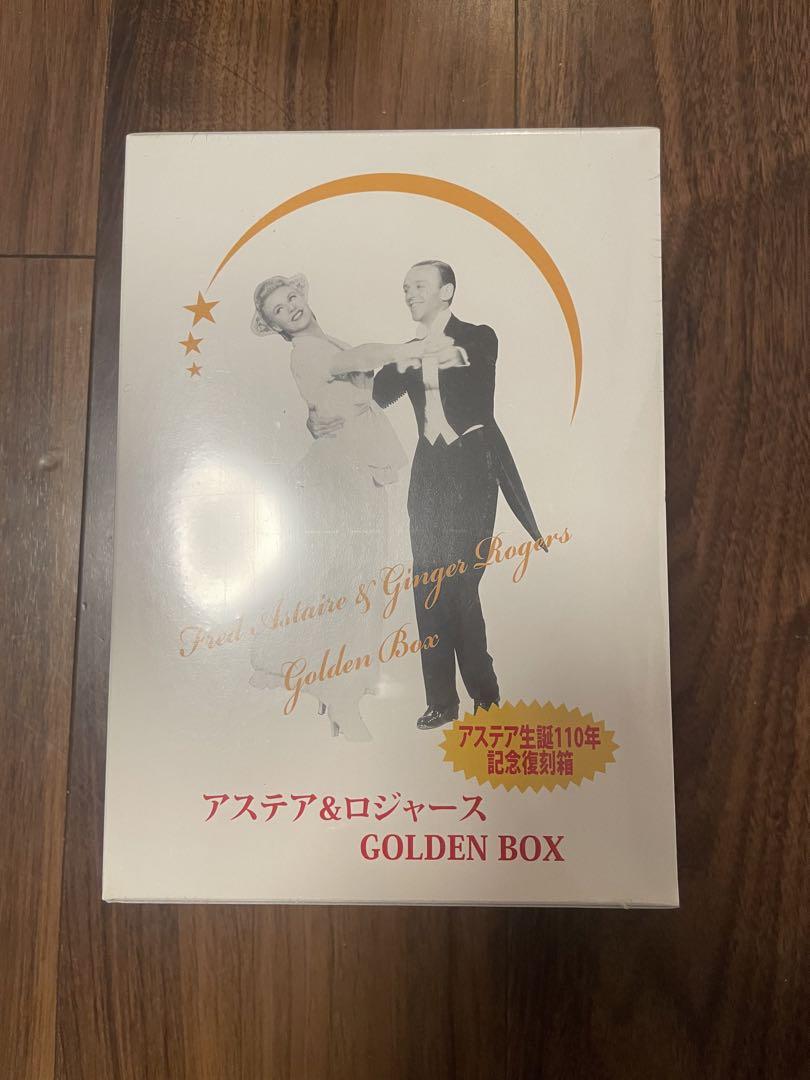 Fred Astaire & Ginger Rogers
Golden Box
アステア生誕110年
記念復刻箱
アステア&ロジャース
GOLDEN BOX